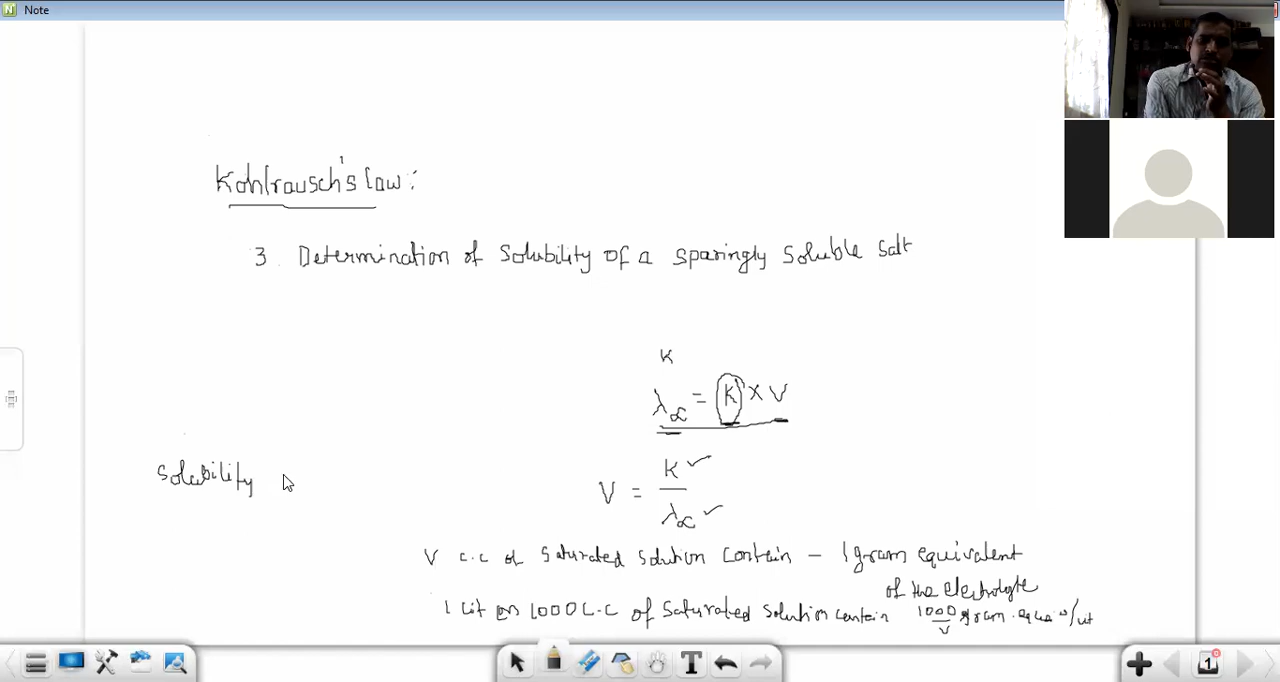 Note
Kohlrausch's law:
3. Determination of Solubility of a Sparingly Soluble Salt
K
λ∝ = K × V
Solubility
V = K / λ∝
V c.c of Saturated Solution Contain - 1 gram equivalent
of the electrolyte
1 Lit or 1000 C.C of Saturated Solution contain 1000/V gram
1